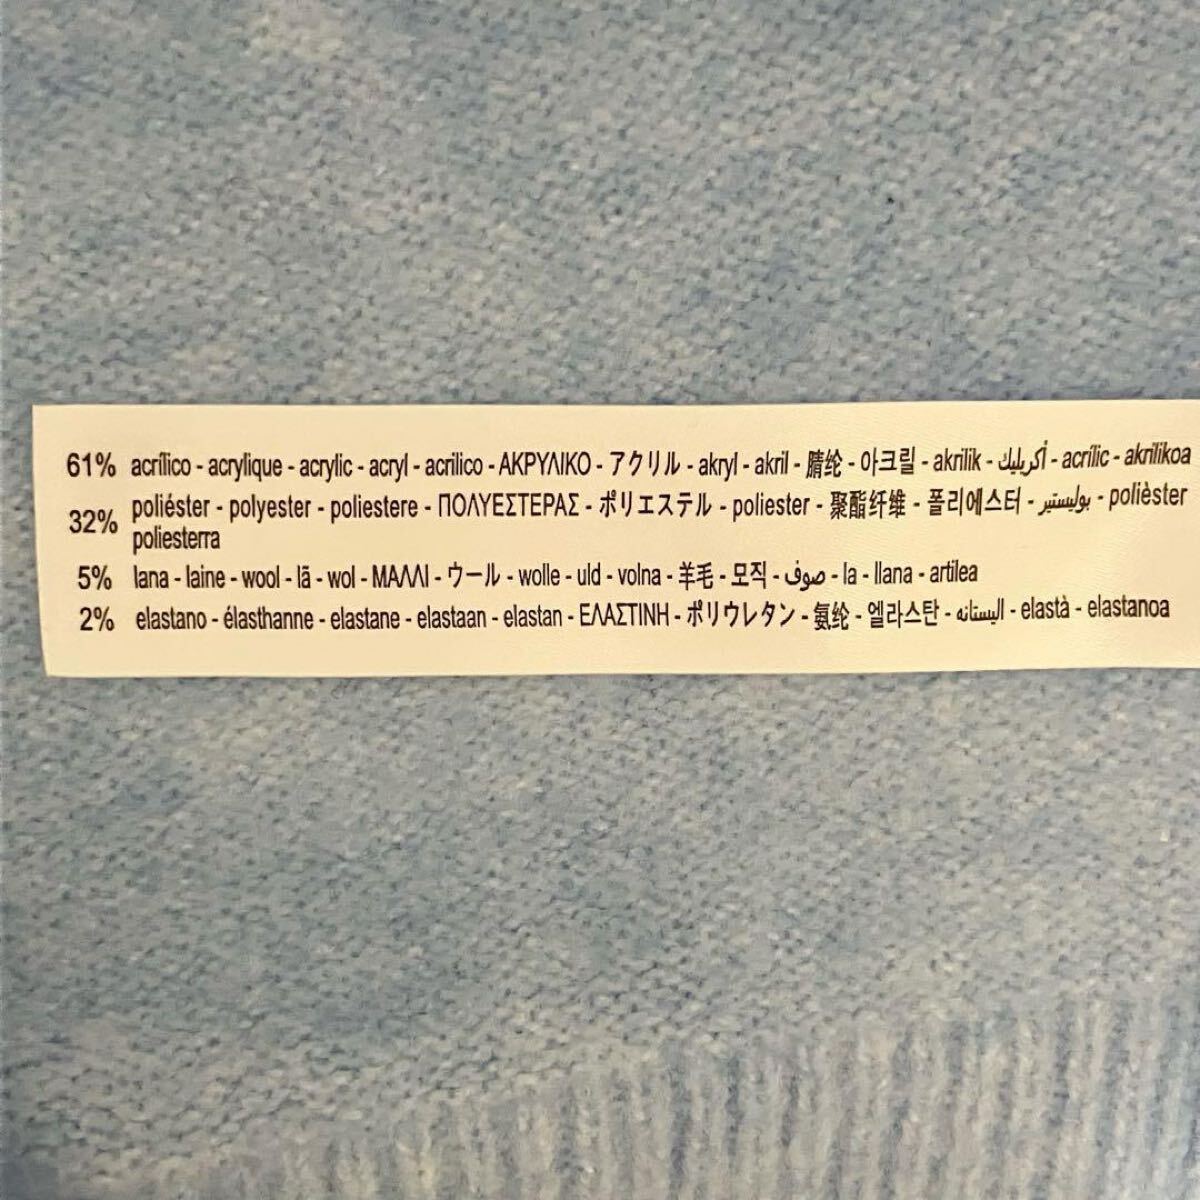 61% acrílico - acrylique - acrylic - acryl - acrilico - ΑΚΡΥΛΙΚΟ - アクリル - akryl - akril - 腈纶 - 아크릴 - akrilik - أكريليك - acrílic - akrilikoa
32% poliéster - polyester - poliestere - ΠΟΛΥΕΣΤΕΡΑΣ - ポリエステル - poliester - 聚酯纤维 - 폴리에스터 - بوليستير - polièster
poliesterra
5% lana - laine - wool - lã - wol - ΜΑΛΛΙ - ウール - wolle - uld - volna - 羊毛 - 모직 - صوف - la - llana - artilea
2% elastano - élasthanne - elastane - elastaan - elastan - ΕΛΑΣΤΙΝΗ - ポリウレタン - 氨纶 - 엘라스탄 - اليستانه - elastà - elastanoa